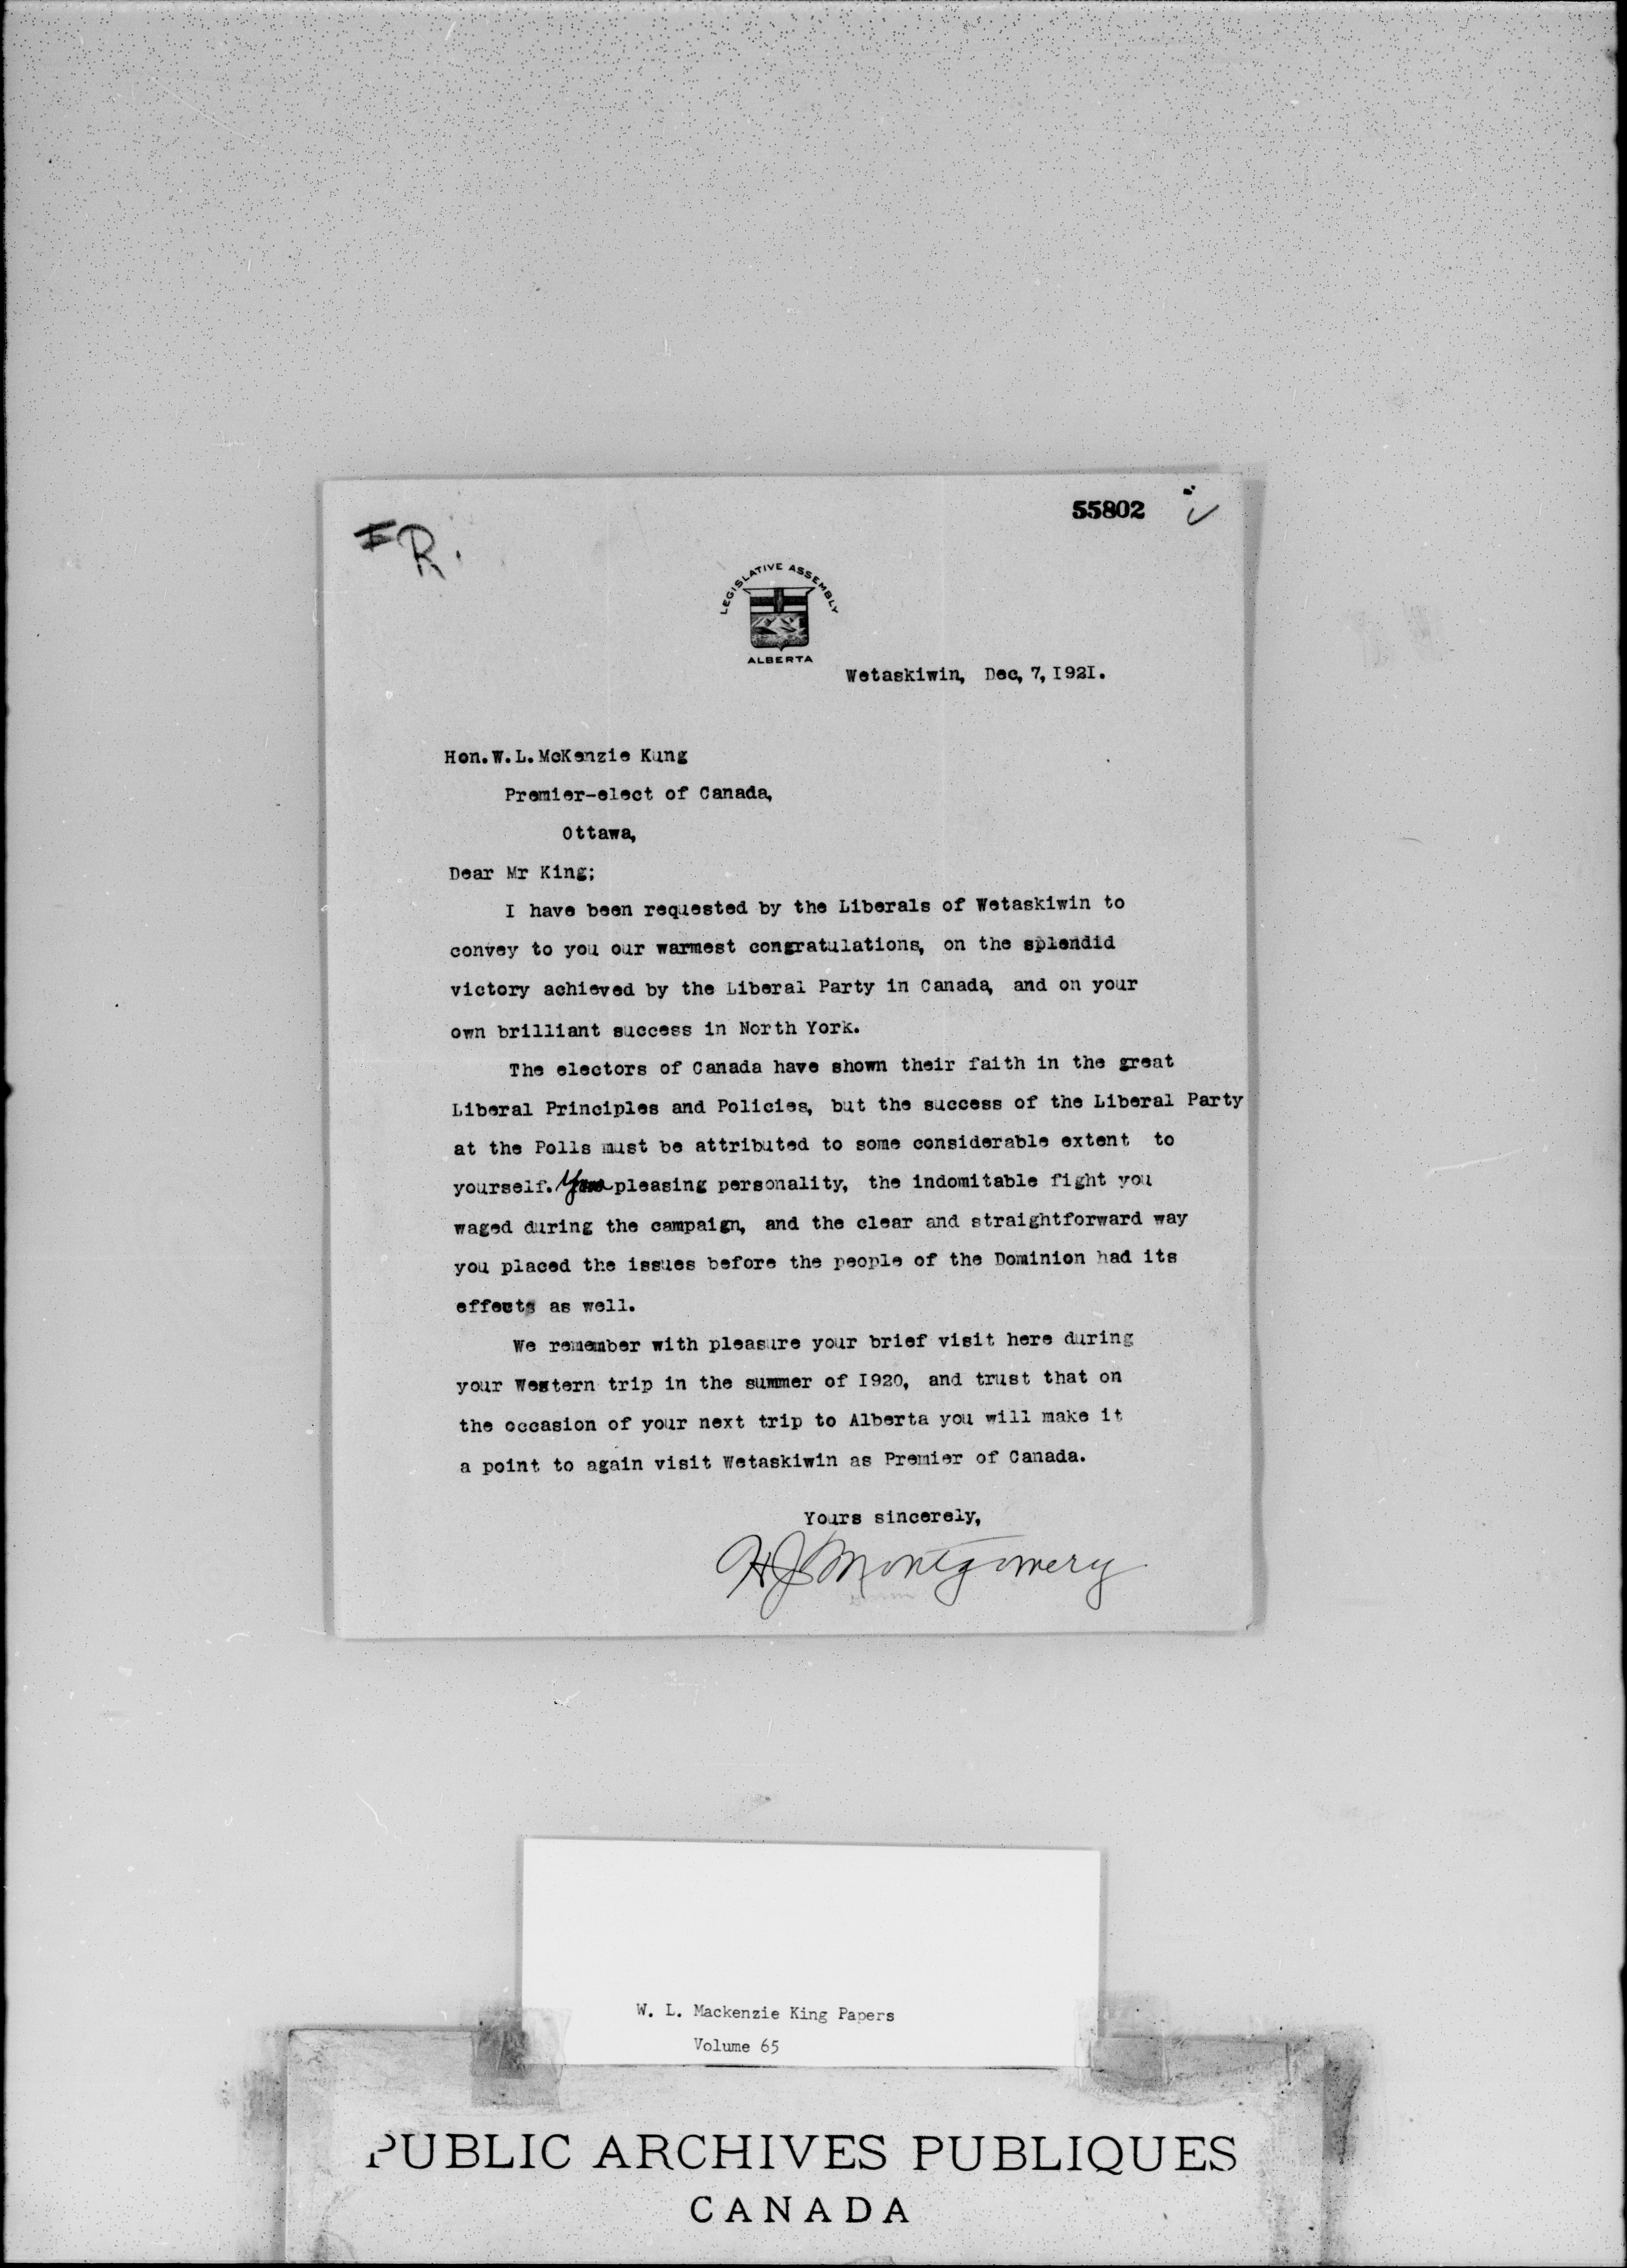 55802
R.
LEGISLATIVE ASSEMBLY
ALBERTA
Wetaskiwin, Dec, 7, I92I.
Hon. W. L. McKenzie Kung
Premier-elect of Canada,
Ottawa,
Dear Mr King;
I have been requested by the Liberals of Wetaskiwin to
convey to you our warmest congratulations, on the splendid
victory achieved by the Liberal Party in Canada, and on your
own brilliant success in North York.
The electors of Canada have shown their faith in the great
Liberal Principles and Policies, but the success of the Liberal Party
at the Polls must be attributed to some considerable extent to
yourself. Your pleasing personality, the indomitable fight you
waged during the campaign, and the clear and straightforward way
you placed the issues before the people of the Dominion had its
effects as well.
We remember with pleasure your brief visit here during
your Western trip in the summer of I920, and trust that on
the occasion of your next trip to Alberta you will make it
a point to again visit Wetaskiwin as Premier of Canada.
Yours sincerely,
HJ Montgomery
W. L. Mackenzie King Papers
Volume 65
PUBLIC ARCHIVES PUBLIQUES
CANADA